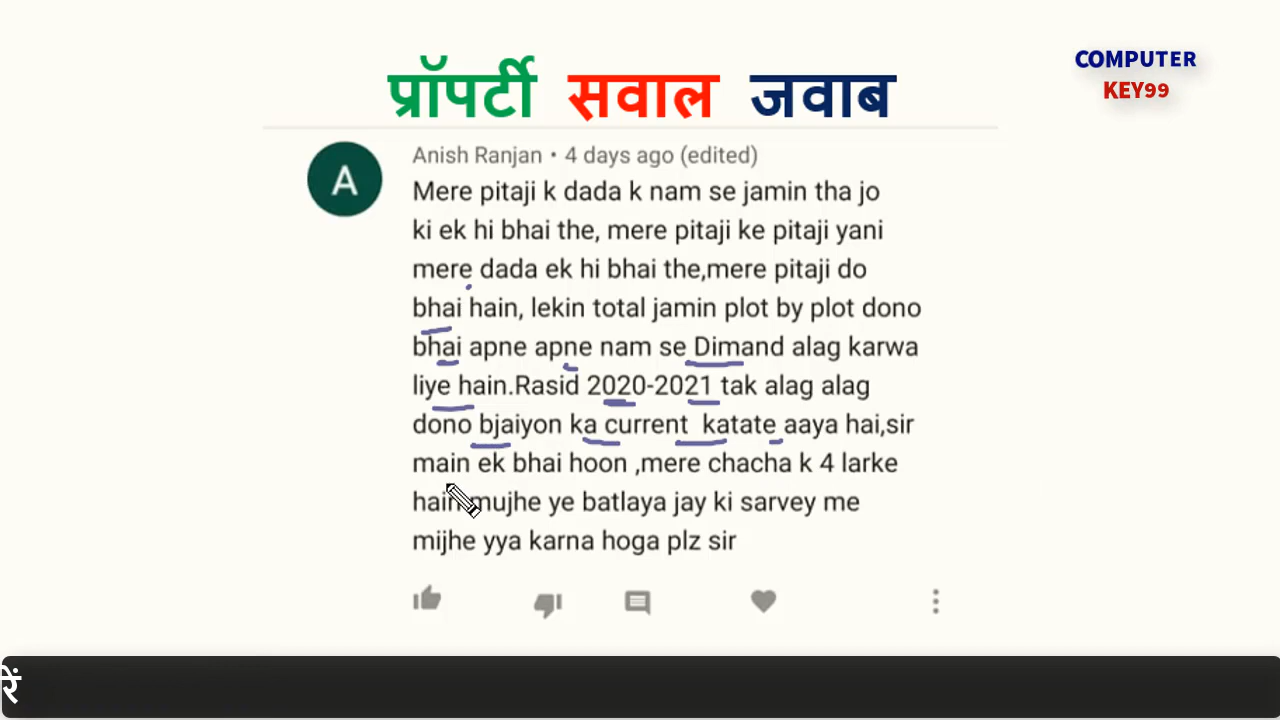 प्रॉपर्टी सवाल जवाब
COMPUTER
KEY99
Anish Ranjan • 4 days ago (edited)
A
Mere pitaji k dada k nam se jamin tha jo
ki ek hi bhai the, mere pitaji ke pitaji yani
mere dada ek hi bhai the,mere pitaji do
bhai hain, lekin total jamin plot by plot dono
bhai apne apne nam se Dimand alag karwa
liye hain.Rasid 2020-2021 tak alag alag
dono bjaiyon ka current katate aaya hai,sir
main ek bhai hoon ,mere chacha k 4 larke
hain mujhe ye batlaya jay ki sarvey me
mijhe yya karna hoga plz sir
रें